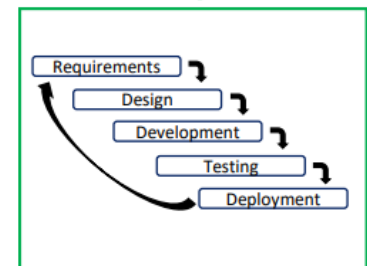 Requirements
Design
Development
Testing
Deployment